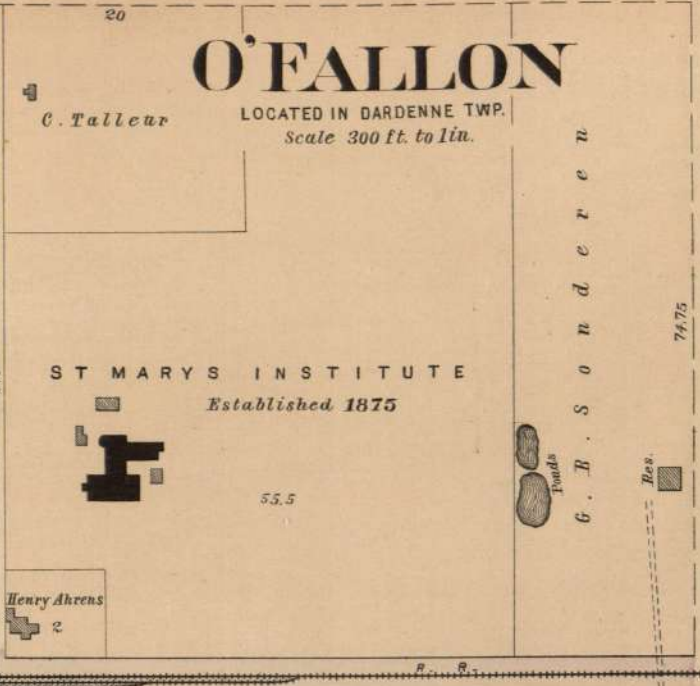 20
O'FALLON
LOCATED IN DARDENNE TWP.
Scale 300 ft. to 1in.
C. Talleur
G. B. Sonderen
74.75
ST MARYS INSTITUTE
Established 1875
Ponds
Res.
55.5
Henry Ahrens
2
R. R.